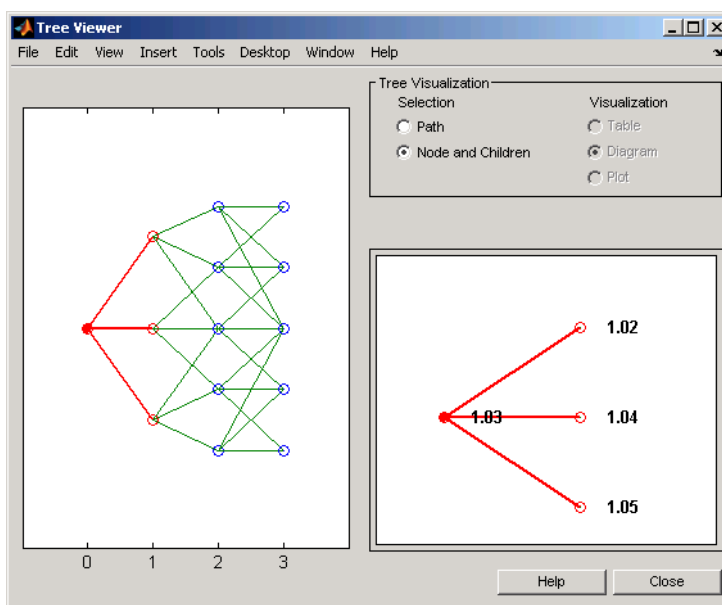 Tree Viewer
File Edit View Insert Tools Desktop Window Help
Tree Visualization
Selection
Path
Node and Children
Visualization
Table
Diagram
Plot
0 1 2 3
1.02
1.03
1.04
1.05
Help
Close